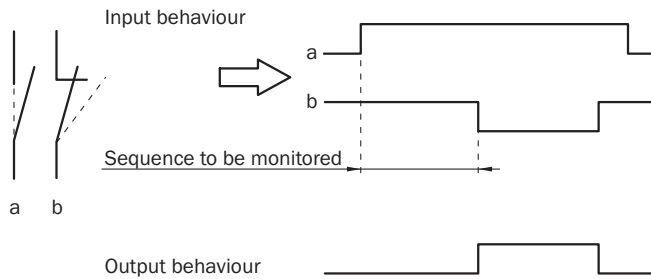 Input behaviour
a
b
Sequence to be monitored
a b
Output behaviour